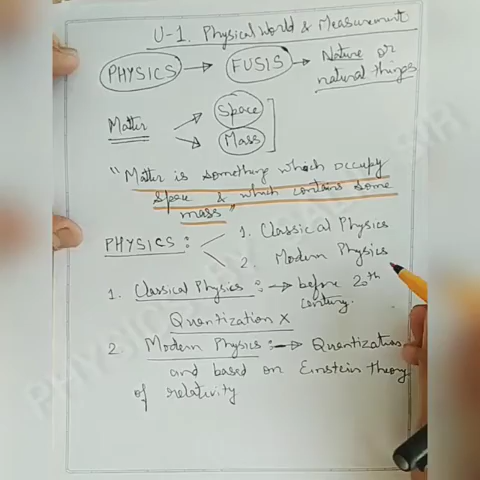 U-1. Physical World & Measurement
PHYSICS → FUSIS → Nature or
natural things
Matter → Space
→ Mass
"Matter is something which occupy
Space & which contains some
mass"
PHYSICS : 1. Classical Physics
2. Modern Physics
1. Classical Physics :- → before 20th
century.
Quantization X
2 Modern Physics :- → Quantization
and based on Einstein theory
of relativity